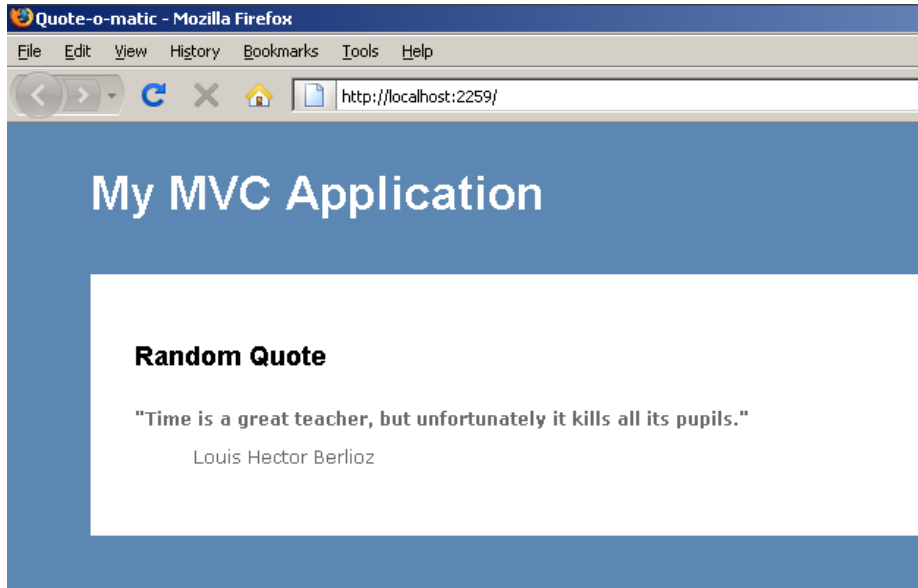 Quote-o-matic - Mozilla Firefox
File Edit View History Bookmarks Tools Help
http://localhost:2259/
My MVC Application
Random Quote
"Time is a great teacher, but unfortunately it kills all its pupils."
Louis Hector Berlioz